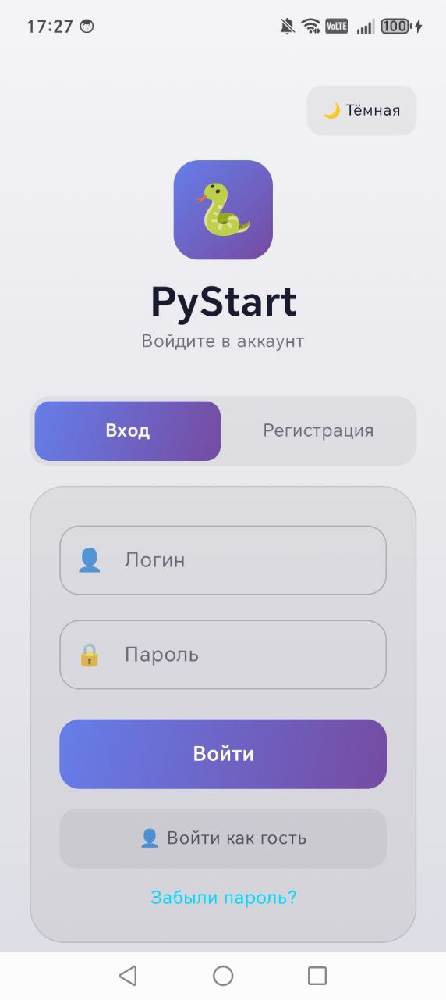 17:27
VoLTE
100
Тёмная
PyStart
Войдите в аккаунт
Вход
Регистрация
Логин
Пароль
Войти
Войти как гость
Забыли пароль?